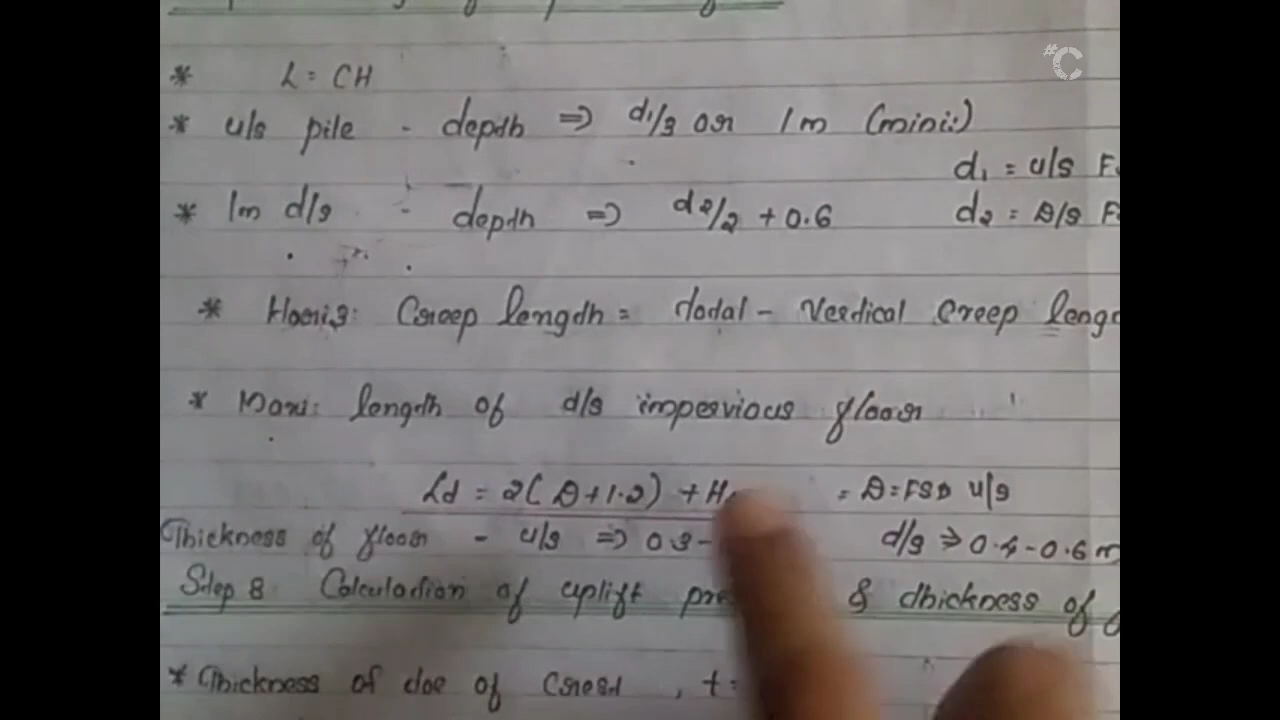 #C
* L = CH
* u/s pile - depth ⇒ d1/3 or 1m (mini:)
d1 = u/s
* Im d/s - depth ⇒ d2/2 + 0.6
d2 = D/s
* Horiz: Creep length = total - Vertical creep
* Maxi: length of d/s impervious floor
Ld = 2(D+1.2) + H = D=FSD u/s
Thickness of floor - u/s ⇒ 0.3- d/s ⇒ 0.4-0.6 m
Step 8 Calculation of uplift & thickness of
* Thickness of toe of Crest, t =